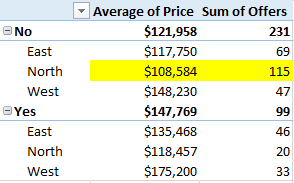 Average of Price Sum of Offers
No $121,958 231
East $117,750 69
North $108,584 115
West $148,230 47
Yes $147,769 99
East $135,468 46
North $118,457 20
West $175,200 33